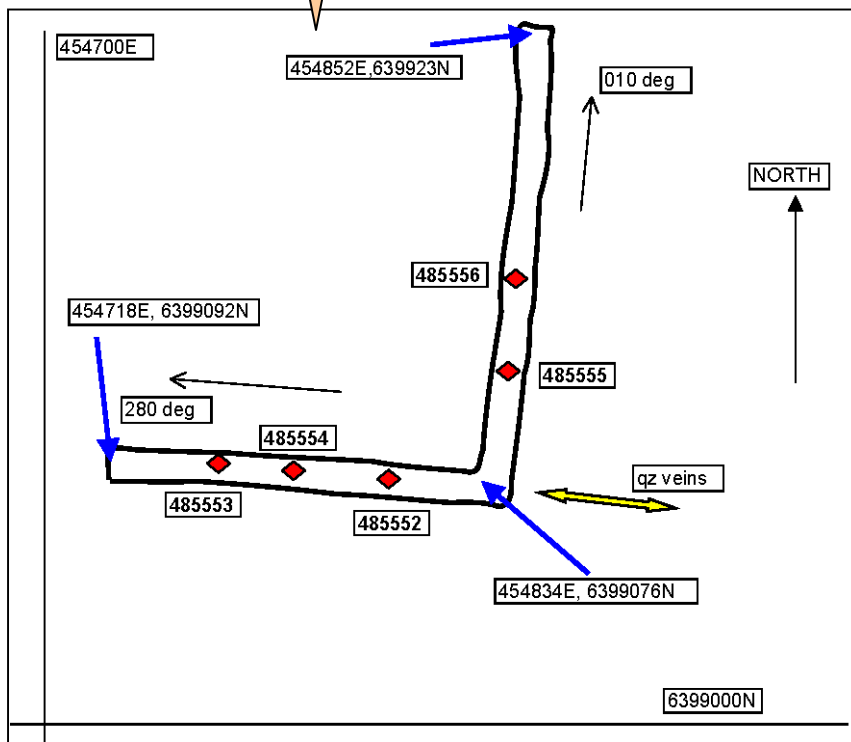 454700E
454852E,639923N
010 deg
NORTH
485556
454718E, 6399092N
485555
280 deg
485554
qz veins
485553
485552
454834E, 6399076N
6399000N